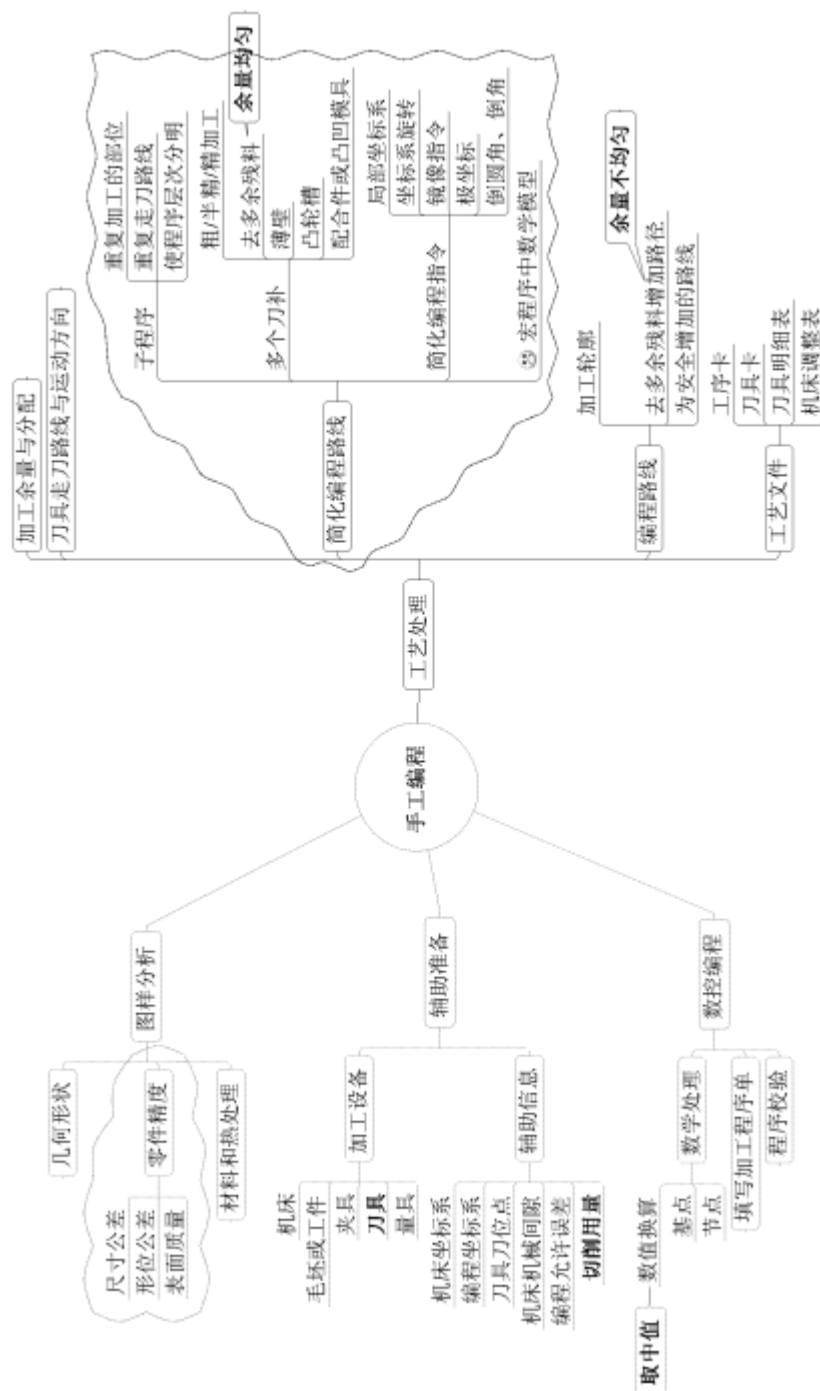 手工编程
图样分析
几何形状
零件精度
尺寸公差
形位公差
表面质量
材料和热处理
辅助准备
加工设备
机床
毛坯或工件
夹具
刀具
量具
辅助信息
机床坐标系
编程坐标系
刀具刀位点
机床机械间隙
编程允许误差
切削用量
数控编程
数学处理
数值换算
取中值
基点
节点
填写加工程序单
程序校验
工艺处理
加工余量与分配
刀具走刀路线与运动方向
简化编程路线
子程序
重复加工的部位
重复走刀路线
使程序层次分明
多个刀补
粗/半精/精加工
去多余残料
余量均匀
薄壁
凸轮槽
配合件或凸凹模具
简化编程指令
局部坐标系
坐标系旋转
镜像指令
极坐标
倒圆角、倒角
宏程序中数学模型
编程路线
加工轮廓
去多余残料增加路径
余量不均匀
为安全增加的路线
工艺文件
工序卡
刀具卡
刀具明细表
机床调整表